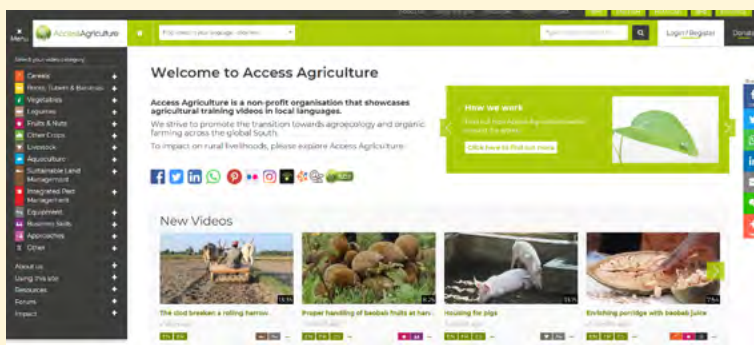 Menu
AccessAgriculture
Login / Register
Select your video category
Cereals
Roots, Tubers & Bananas
Vegetables
Legumes
Fruits & Nuts
Other Crops
Livestock
Aquaculture
Sustainable Land
Management
Integrated Pest
Management
Equipment
Business Skills
Approaches
Other
About us
Using this site
Resources
Forum
Impact
Welcome to Access Agriculture
Access Agriculture is a non-profit organisation that showcases
agricultural training videos in local languages.
We strive to promote the transition towards agroecology and organic
farming across the global South.
To impact on rural livelihoods, please explore Access Agriculture.
How we work
Click here to find out more
New Videos
The clod breaker: a rolling harrow
Proper handling of baobab fruits at harv...
Housing for pigs
Enriching porridge with baobab juice